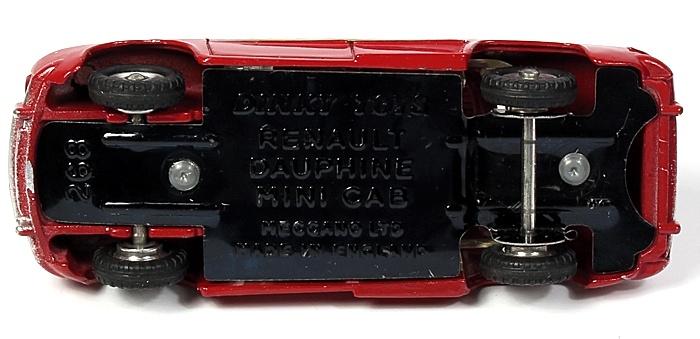 DINKY TOYS
RENAULT
DAUPHINE
MINI CAB
MECCANO LTD
MADE IN ENGLAND
268